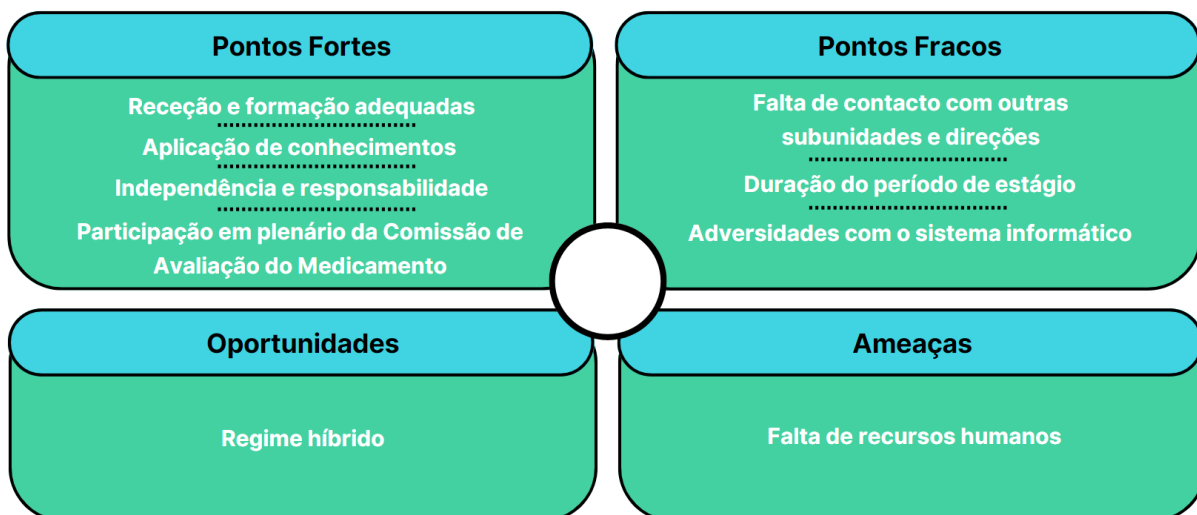 Pontos Fortes
Receção e formação adequadas
Aplicação de conhecimentos
Independência e responsabilidade
Participação em plenário da Comissão de
Avaliação do Medicamento
Pontos Fracos
Falta de contacto com outras
subunidades e direções
Duração do período de estágio
Adversidades com o sistema informático
Oportunidades
Regime híbrido
Ameaças
Falta de recursos humanos